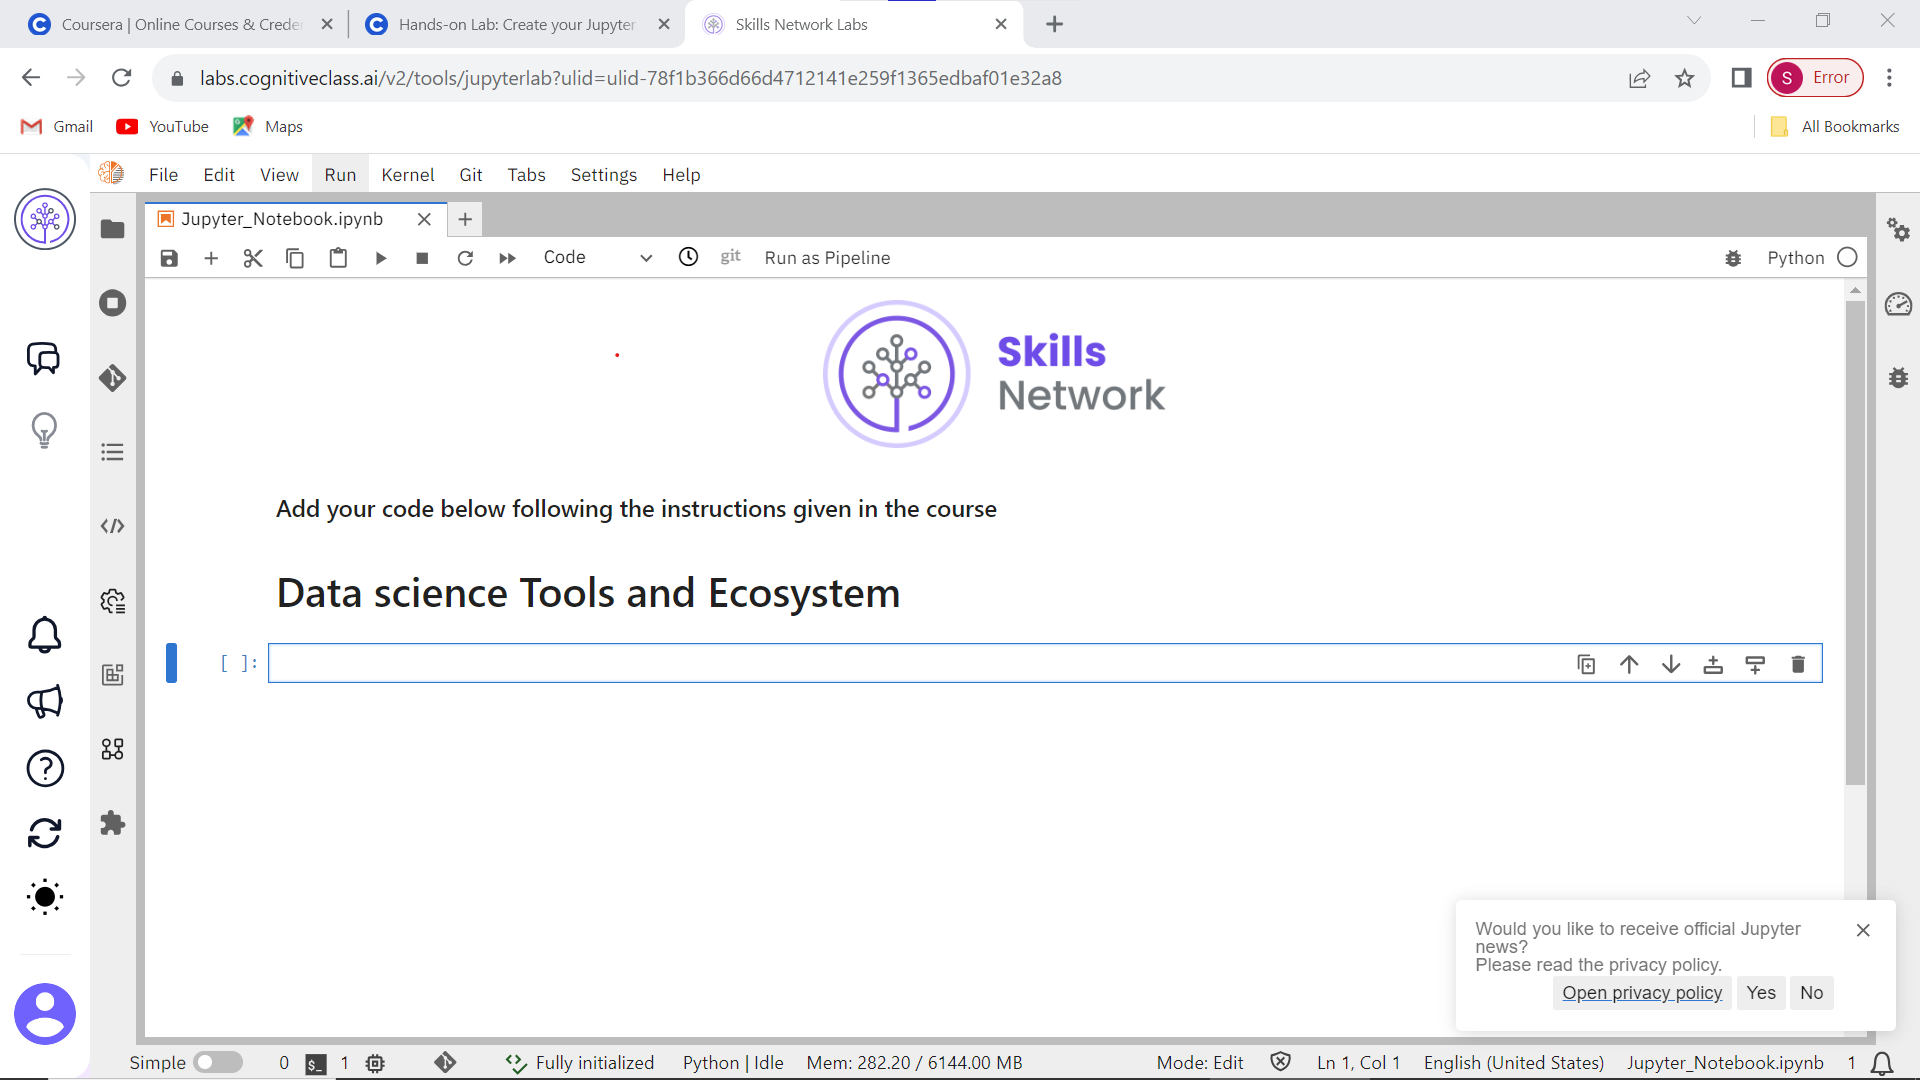 Coursera | Online Courses & Creden
Hands-on Lab: Create your Jupyter
Skills Network Labs
labs.cognitiveclass.ai/v2/tools/jupyterlab?ulid=ulid-78f1b366d66d4712141e259f1365edbaf01e32a8
S Error
Gmail YouTube Maps All Bookmarks
File Edit View Run Kernel Git Tabs Settings Help
Jupyter_Notebook.ipynb
Code git Run as Pipeline Python
Skills
Network
Add your code below following the instructions given in the course
Data science Tools and Ecosystem
[ ]:
Would you like to receive official Jupyter
news?
Please read the privacy policy.
Open privacy policy Yes No
Simple 0 $_ 1 Fully initialized Python | Idle Mem: 282.20 / 6144.00 MB Mode: Edit Ln 1, Col 1 English (United States) Jupyter_Notebook.ipynb 1